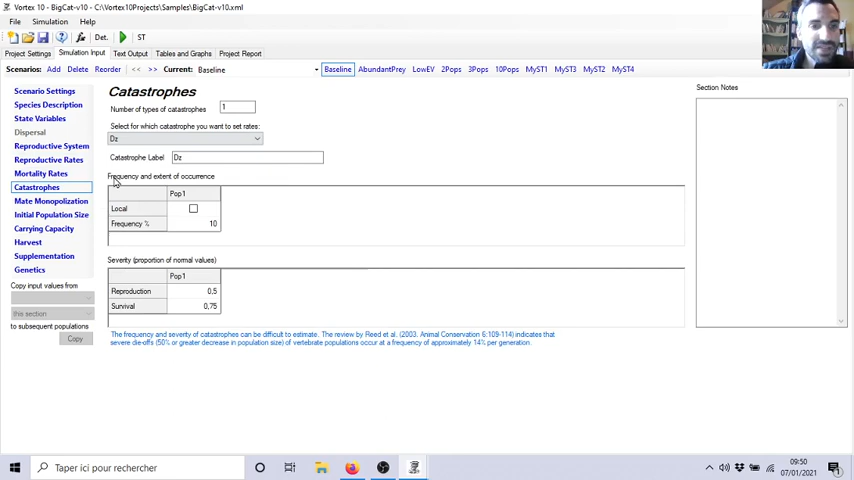 Vortex 10 - BigCat-v10 - C:\Vortex10Projects\Samples\BigCat-v10.xml
File Simulation Help
fx Det. ST
Project Settings Simulation Input Text Output Tables and Graphs Project Report
Scenarios: Add Delete Reorder << >> Current: Baseline Baseline AbundantPrey LowEV 2Pops 3Pops 10Pops MyST1 MyST3 MyST2 MyST4
Scenario Settings
Species Description
State Variables
Dispersal
Reproductive System
Reproductive Rates
Mortality Rates
Catastrophes
Mate Monopolization
Initial Population Size
Carrying Capacity
Harvest
Supplementation
Genetics
Copy input values from
this section
to subsequent populations
Copy
Catastrophes
Number of types of catastrophes 1
Select for which catastrophe you want to set rates:
Dz
Catastrophe Label Dz
Frequency and extent of occurrence
Pop1
Local
Frequency % 10
Severity (proportion of normal values)
Pop1
Reproduction 0,5
Survival 0,75
The frequency and severity of catastrophes can be difficult to estimate. The review by Reed et al. (2003. Animal Conservation 6:109-114) indicates that
severe die-offs (50% or greater decrease in population size) of vertebrate populations occur at a frequency of approximately 14% per generation.
Section Notes
Taper ici pour rechercher
09:50
07/01/2021